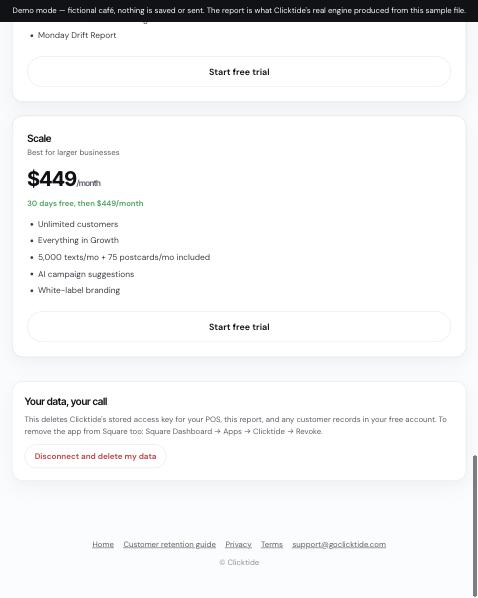 Demo mode — fictional café, nothing is saved or sent. The report is what Clicktide's real engine produced from this sample file.
• Monday Drift Report
Start free trial
Scale
Best for larger businesses
$449/month
30 days free, then $449/month
• Unlimited customers
• Everything in Growth
• 5,000 texts/mo + 75 postcards/mo included
• AI campaign suggestions
• White-label branding
Start free trial
Your data, your call
This deletes Clicktide's stored access key for your POS, this report, and any customer records in your free account. To
remove the app from Square too: Square Dashboard → Apps → Clicktide → Revoke.
Disconnect and delete my data
Home Customer retention guide Privacy Terms support@goclicktide.com
© Clicktide